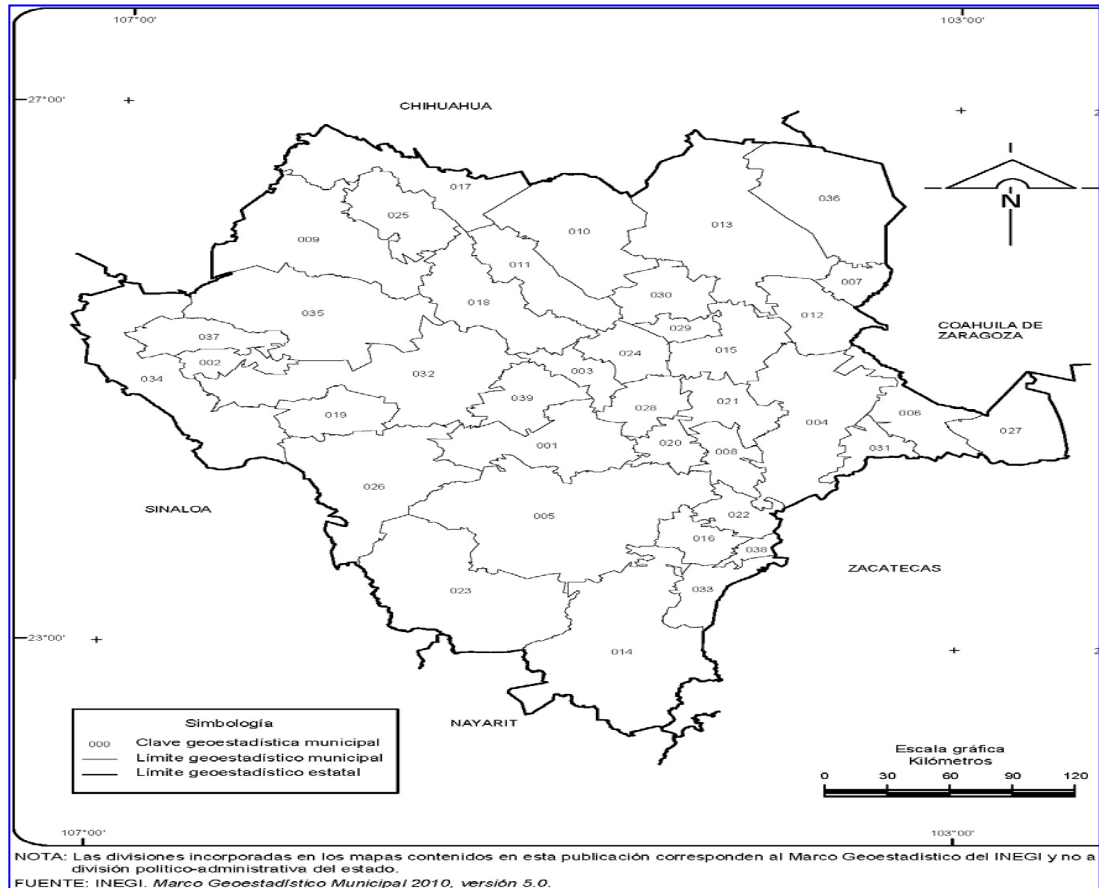 107°00'
103°00'
27°00'
CHIHUAHUA
2
N
017
036
025
013
010
009
011
007
030
018
035
012
COAHUILA DE
ZARAGOZA
029
037
015
024
002
003
034
032
039
021
028
006
019
004
027
020
001
031
008
026
SINALOA
005
022
016
038
ZACATECAS
023
033
23°00'
014
2
Simbología
000 Clave geoestadística municipal
Límite geoestadístico municipal
Límite geoestadístico estatal
NAYARIT
Escala gráfica
Kilómetros
0 30 60 90 120
107°00'
103°00'
NOTA: Las divisiones incorporadas en los mapas contenidos en esta publicación corresponden al Marco Geoestadístico del INEGI y no a
división político-administrativa del estado.
FUENTE: INEGI. Marco Geoestadístico Municipal 2010, versión 5.0.